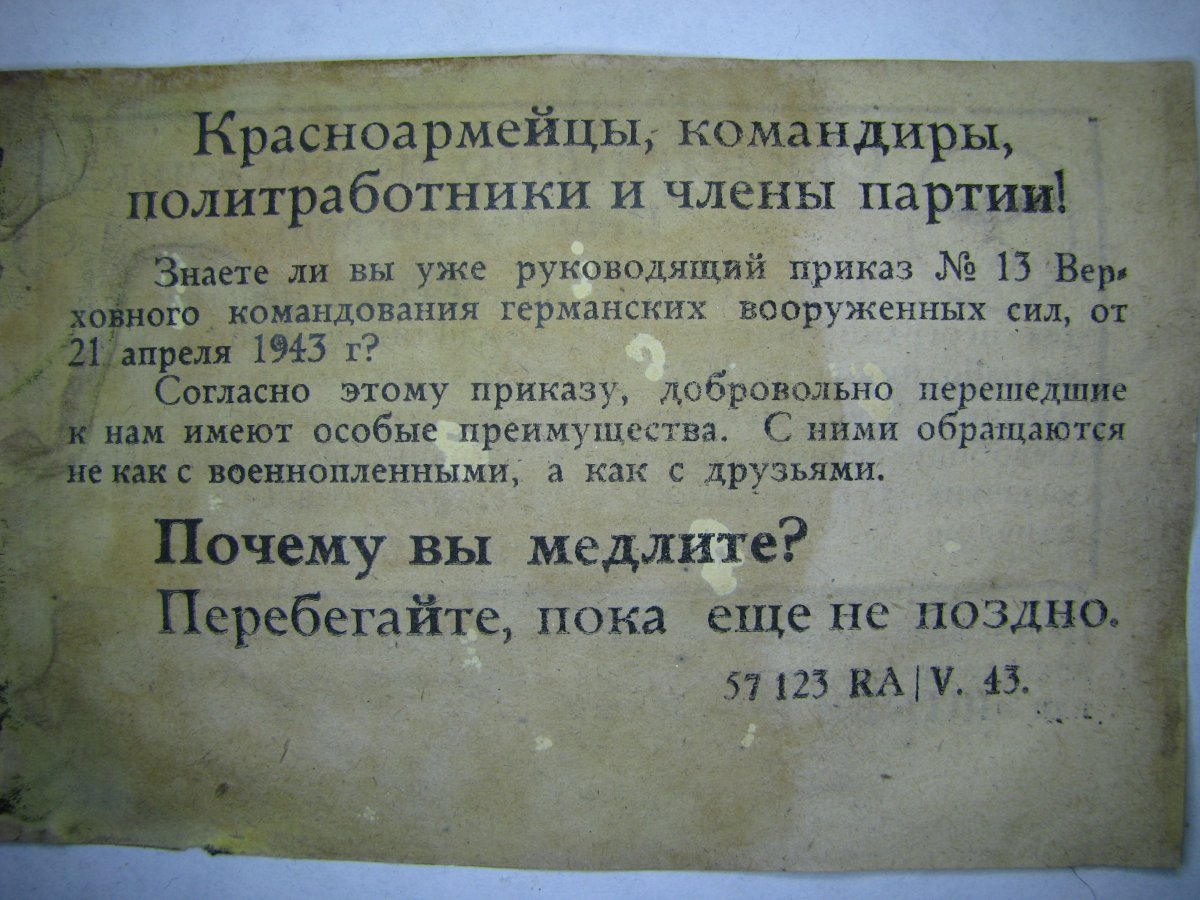 Красноармейцы, командиры,
политработники и члены партии!
Знаете ли вы уже руководящий приказ № 13 Вер-
ховного командования германских вооруженных сил, от
21 апреля 1943 г?
Согласно этому приказу, добровольно перешедшие
к нам имеют особые преимущества. С ними обращаются
не как с военнопленными, а как с друзьями.
Почему вы медлите?
Перебегайте, пока еще не поздно.
57 123 RA|V. 43.